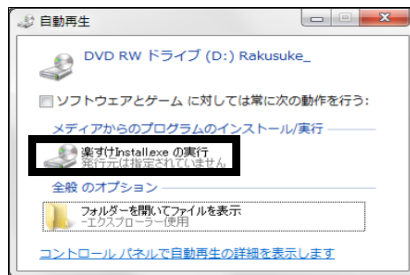 自動再生
DVD RW ドライブ (D:) Rakusuke_
ソフトウェアとゲーム に対しては常に次の動作を行う:
メディアからのプログラムのインストール/実行
楽すけInstall.exe の実行
発行元は指定されていません
全般 のオプション
フォルダーを開いてファイルを表示
-エクスプローラー使用
コントロール パネルで自動再生の詳細を表示します